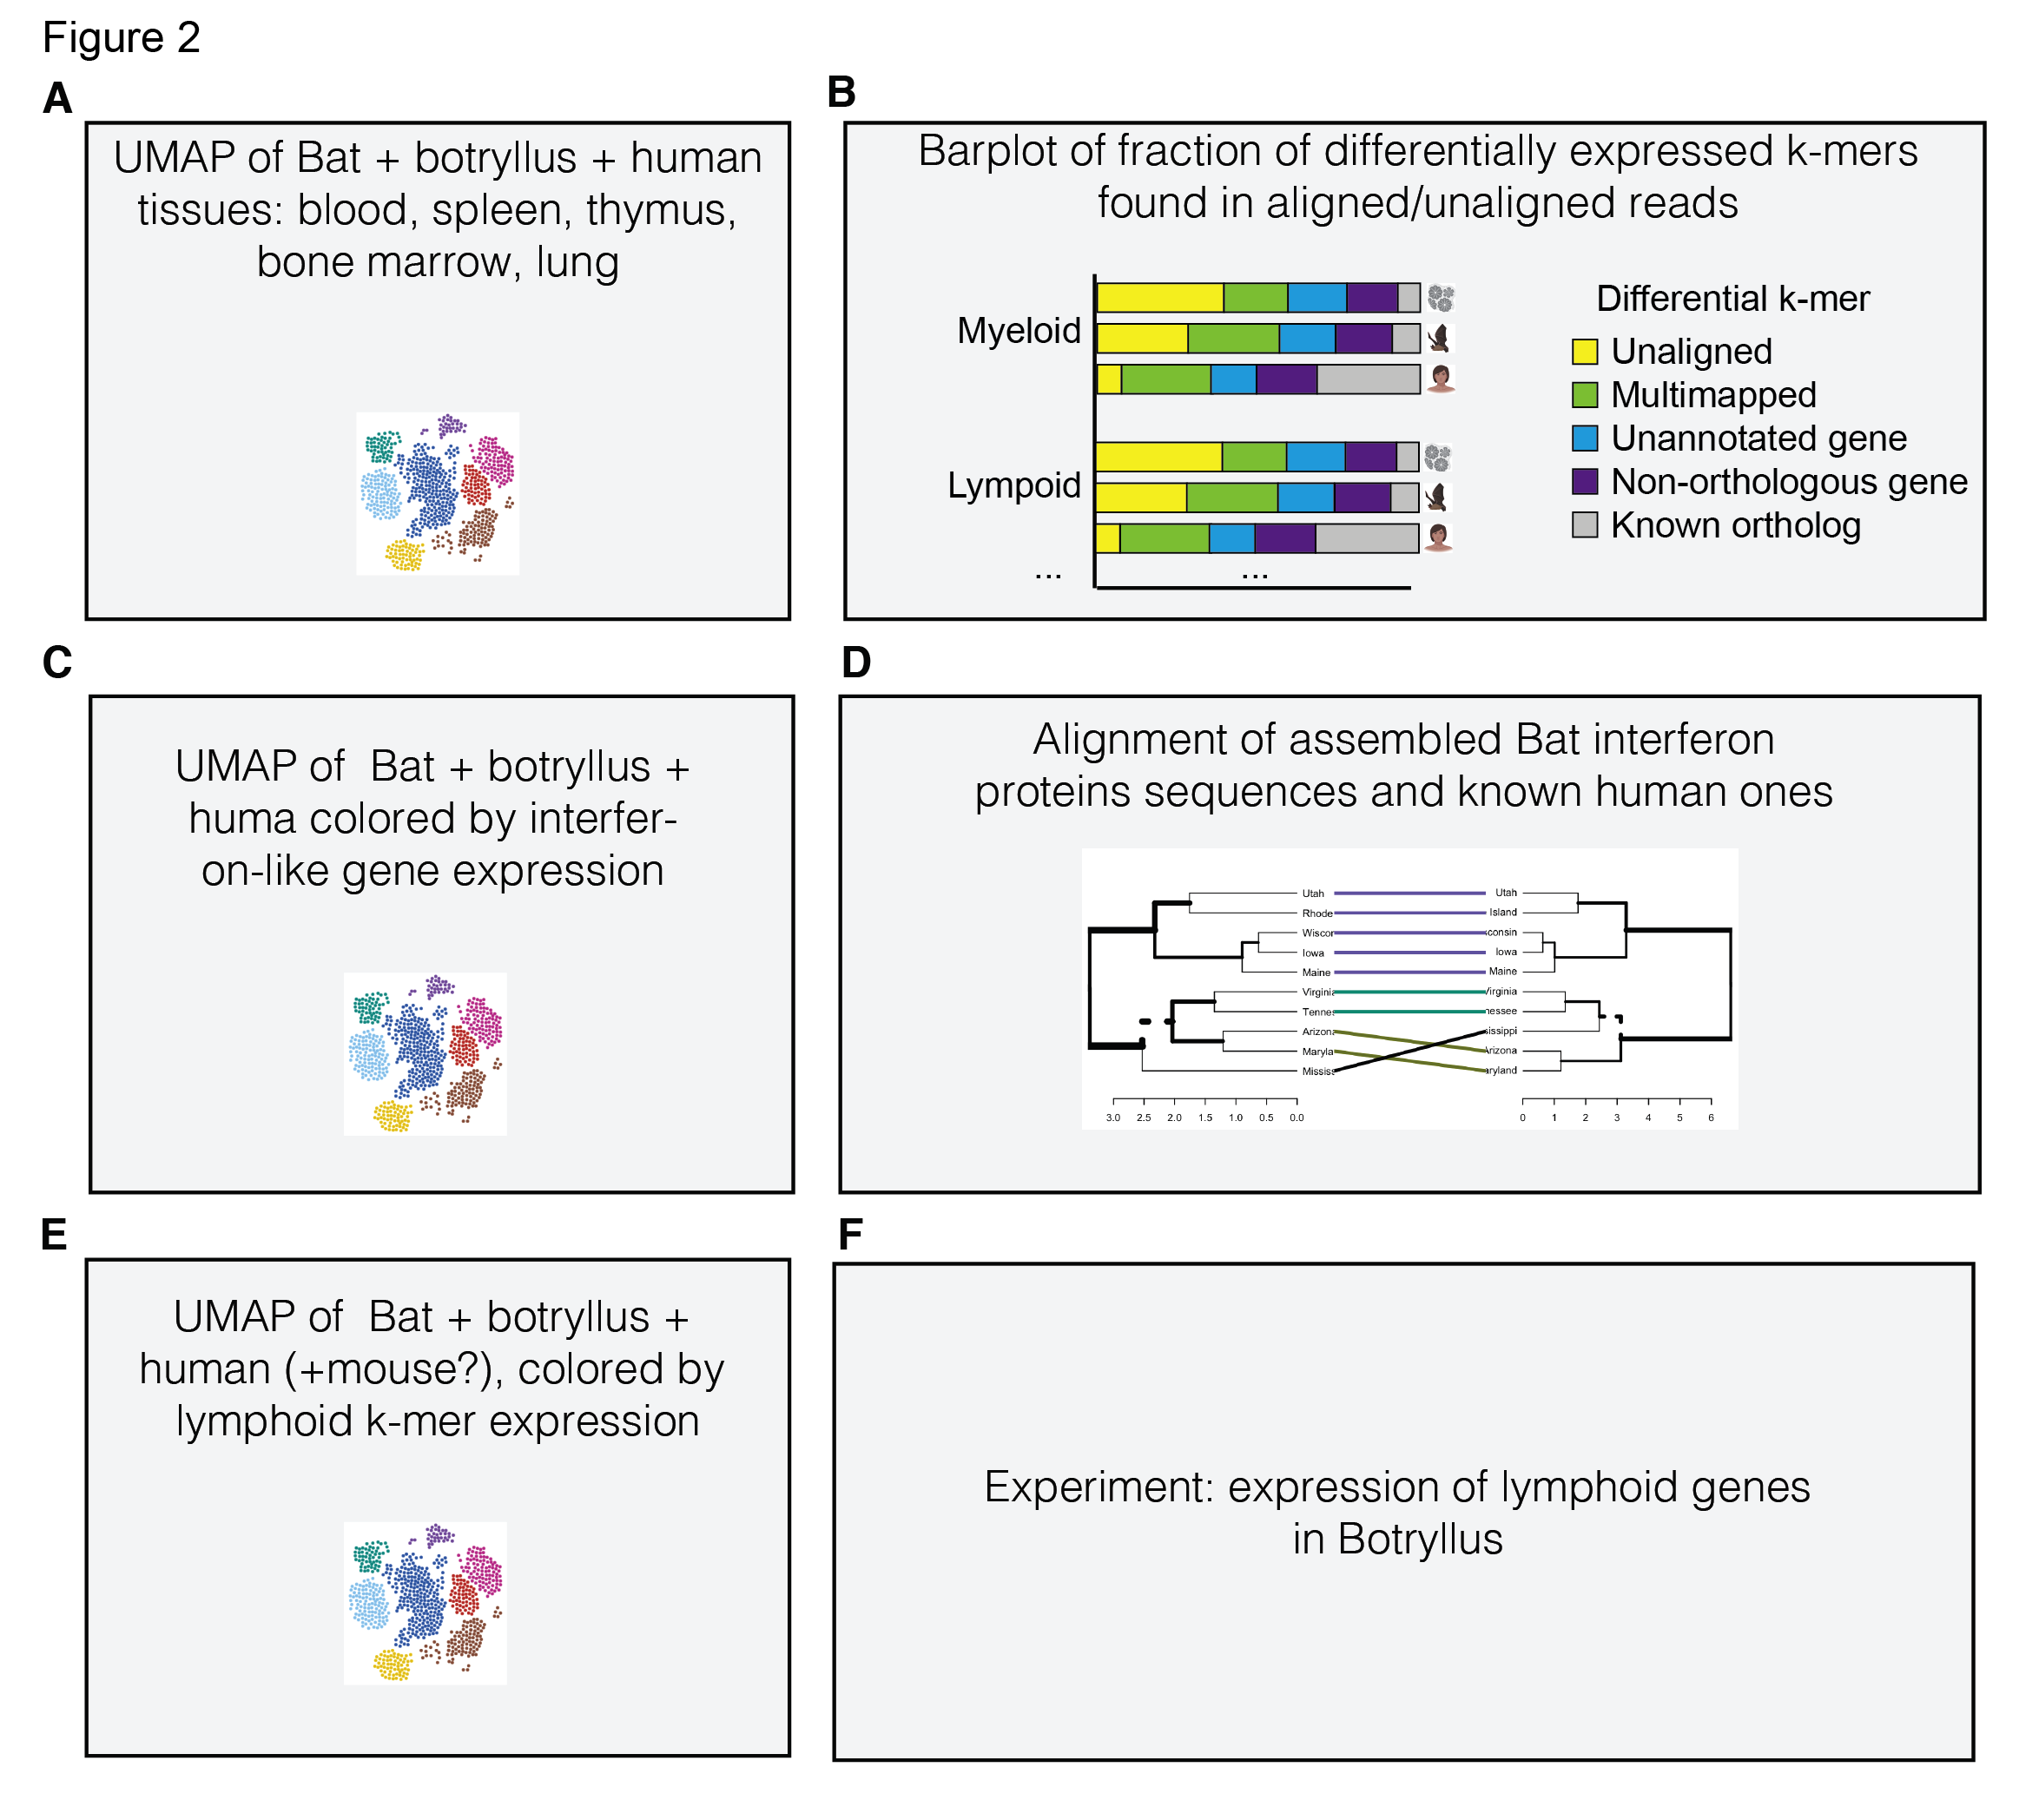 Figure 2
A
UMAP of Bat + botryllus + human
tissues: blood, spleen, thymus,
bone marrow, lung
B
Barplot of fraction of differentially expressed k-mers
found in aligned/unaligned reads
Myeloid
Lympoid
...
...
Differential k-mer
Unaligned
Multimapped
Unannotated gene
Non-orthologous gene
Known ortholog
C
UMAP of Bat + botryllus +
huma colored by interfer-
on-like gene expression
D
Alignment of assembled Bat interferon
proteins sequences and known human ones
Utah Utah
Rhode Island
Wiscon consin
Iowa Iowa
Maine Maine
Virginia Virginia
Tennes nessee
Arizona sissippi
Maryla Arizona
Mississ aryland
3.0 2.5 2.0 1.5 1.0 0.5 0.0
0 1 2 3 4 5 6
E
UMAP of Bat + botryllus +
human (+mouse?), colored by
lymphoid k-mer expression
F
Experiment: expression of lymphoid genes
in Botryllus